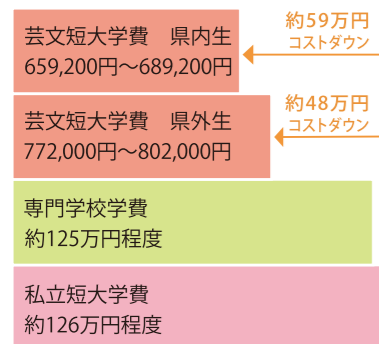 芸文短大学費　県内生
659,200円～689,200円
約59万円
コストダウン
芸文短大学費　県外生
772,000円～802,000円
約48万円
コストダウン
専門学校学費
約125万円程度
私立短大学費
約126万円程度